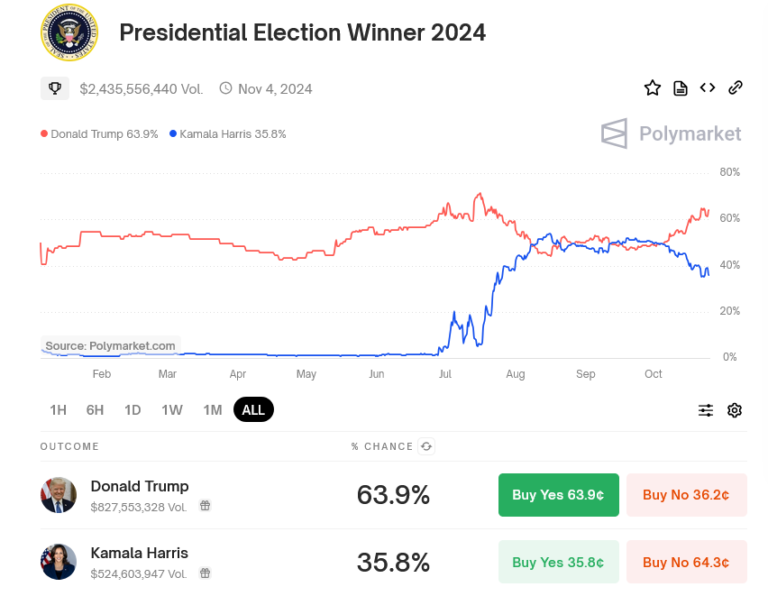 Presidential Election Winner 2024
$2,435,556,440 Vol. Nov 4, 2024
Donald Trump 63.9% Kamala Harris 35.8%
Polymarket
80%
60%
40%
20%
0%
Source: Polymarket.com
Feb Mar Apr May Jun Jul Aug Sep Oct
1H 6H 1D 1W 1M ALL
OUTCOME % CHANCE
Donald Trump
$827,553,328 Vol.
63.9%
Buy Yes 63.9¢ Buy No 36.2¢
Kamala Harris
$524,603,947 Vol.
35.8%
Buy Yes 35.8¢ Buy No 64.3¢